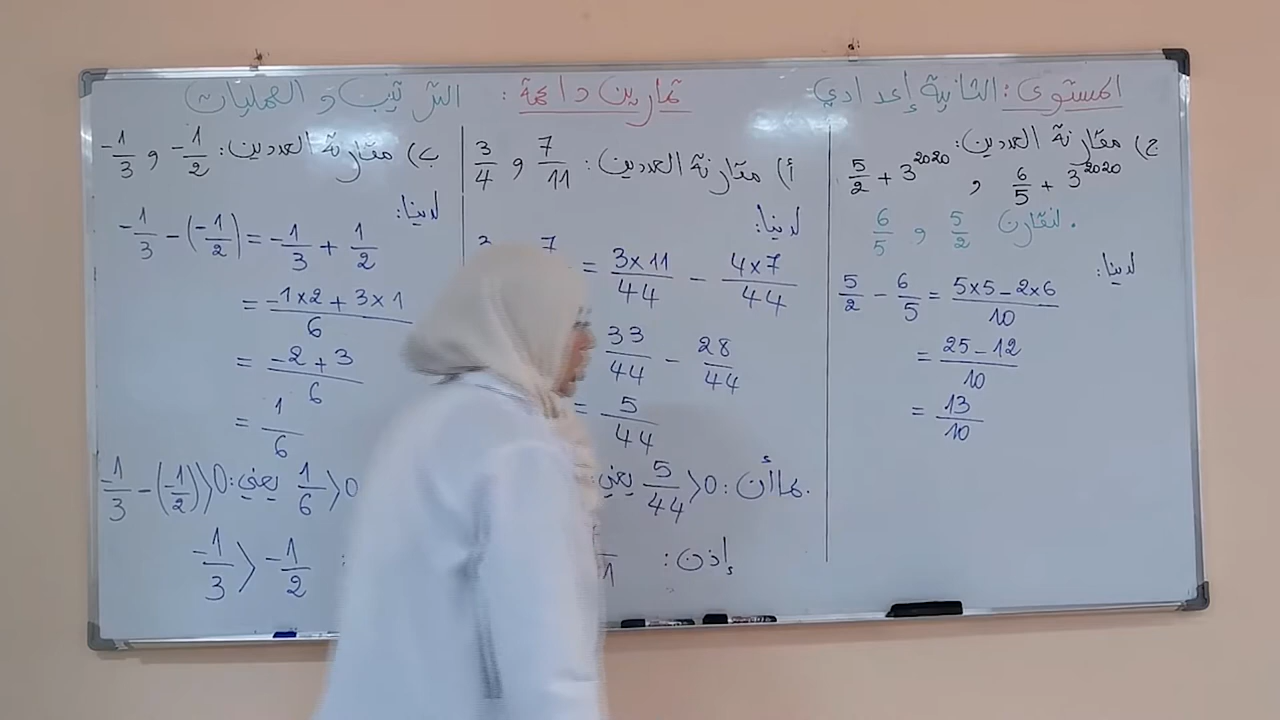 المستوى: الثانية إعدادي
تمارين داعمة: الترتيب و العمليات
أ) مقارنة العددين: 7/11 و 3/4
لدينا:
= 3×11/44 - 4×7/44
33/44 - 28/44
= 5/44
بما أن: 5/44 > 0 يعني:
إذن:
ب) مقارنة العددين: -1/2 و -1/3
لدينا:
-1/3 - (-1/2) = -1/3 + 1/2
= -1×2 + 3×1/6
= -2 + 3/6
= 1/6
1/6 > 0 يعني: -1/3 - (-1/2) > 0
-1/3 > -1/2
ج) مقارنة العددين:
5/2 + 3^2020 , 6/5 + 3^2020
. لنقارن 5/2 و 6/5
لدينا:
5/2 - 6/5 = 5×5 - 2×6/10
= 25 - 12/10
= 13/10